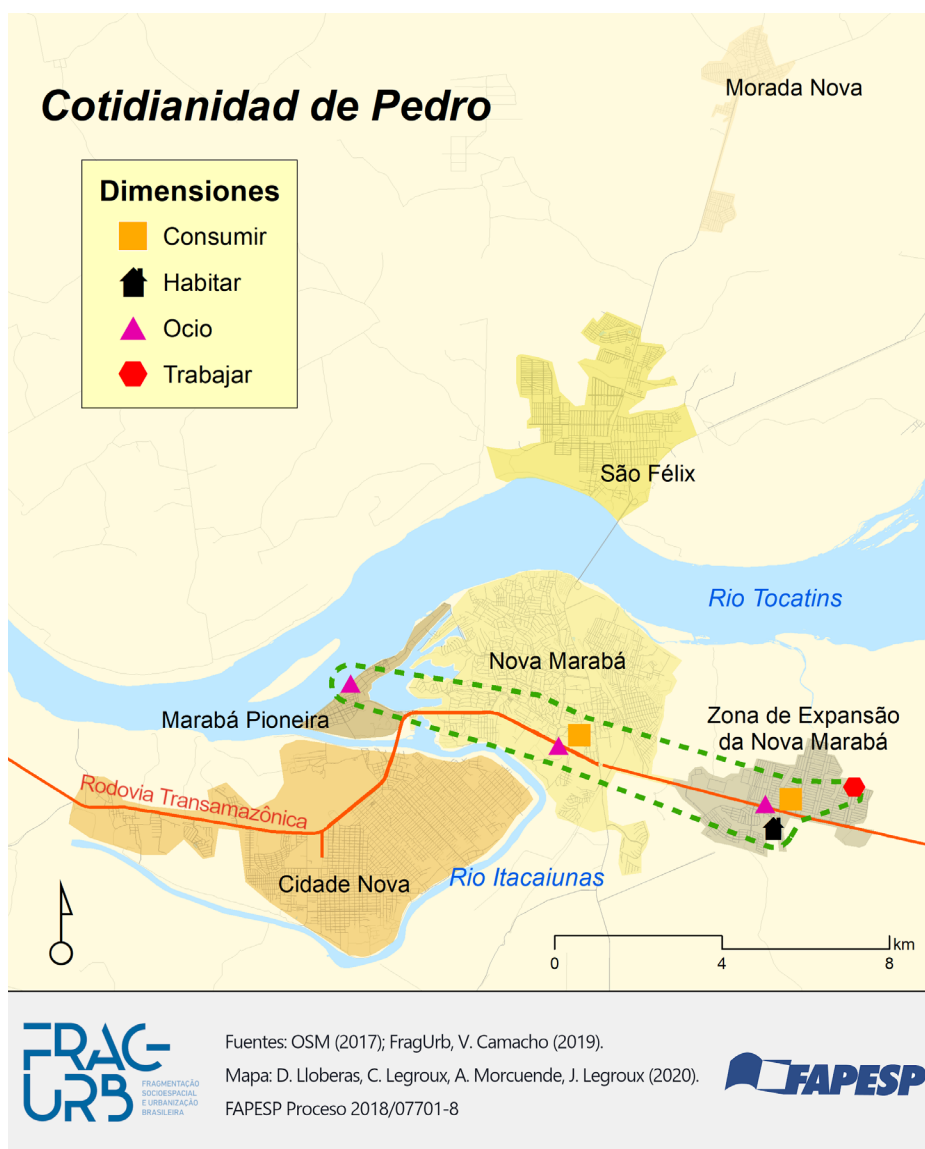 Morada Nova
Cotidianidad de Pedro
Dimensiones
Consumir
Habitar
Ocio
Trabajar
São Félix
Rio Tocatins
Nova Marabá
Marabá Pioneira
Zona de Expansão
da Nova Marabá
Rodovia Transamazônica
Cidade Nova
Rio Itacaiunas
km
0 4 8
FRAG-
URB
FRAGMENTAÇÃO
SOCIOESPACIAL
E URBANIZAÇÃO
BRASILEIRA
Fuentes: OSM (2017); FragUrb, V. Camacho (2019).
Mapa: D. Lloberas, C. Legroux, A. Morcuende, J. Legroux (2020).
FAPESP Proceso 2018/07701-8
FAPESP